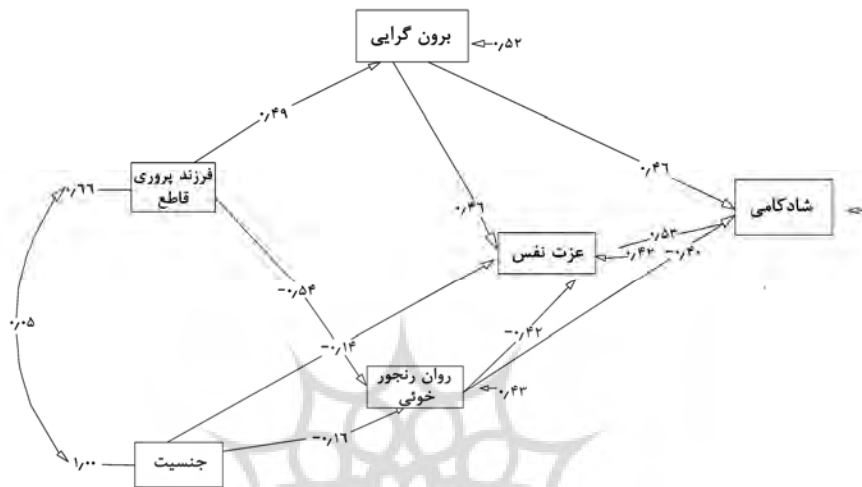 برون گرایی
۰٫۵۲
۰٫۴۹
۰٫۴۶
فرزند پروری
قاطع
۰٫۶۶
شادکامی
۰٫۴۶
۰٫۵۳
عزت نفس
۰٫۴۳
-۰٫۴۰
-۰٫۵۴
۰٫۰۵
-۰٫۱۴
-۰٫۴۲
روان رنجور
خوئی
۰٫۴۳
-۰٫۱۶
جنسیت
۱٫۰۰